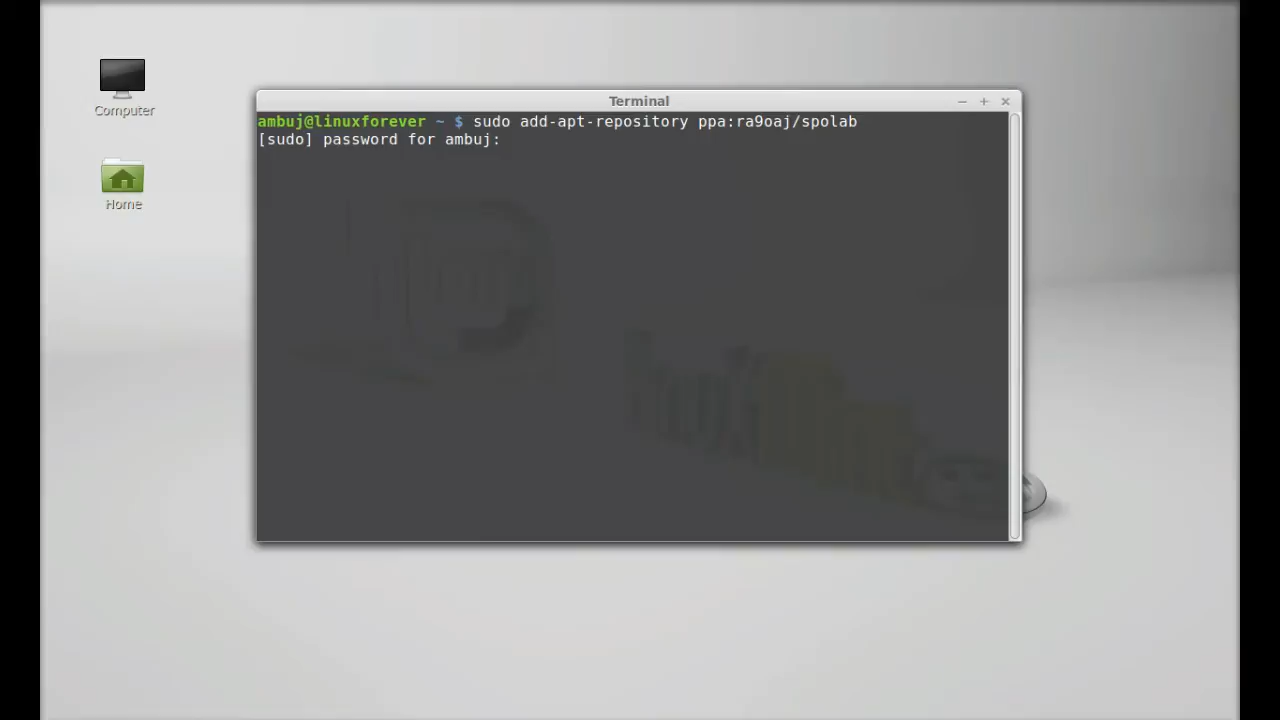 Computer
Home
Terminal
ambuj@linuxforever ~ $ sudo add-apt-repository ppa:ra9oaj/spolab
[sudo] password for ambuj: